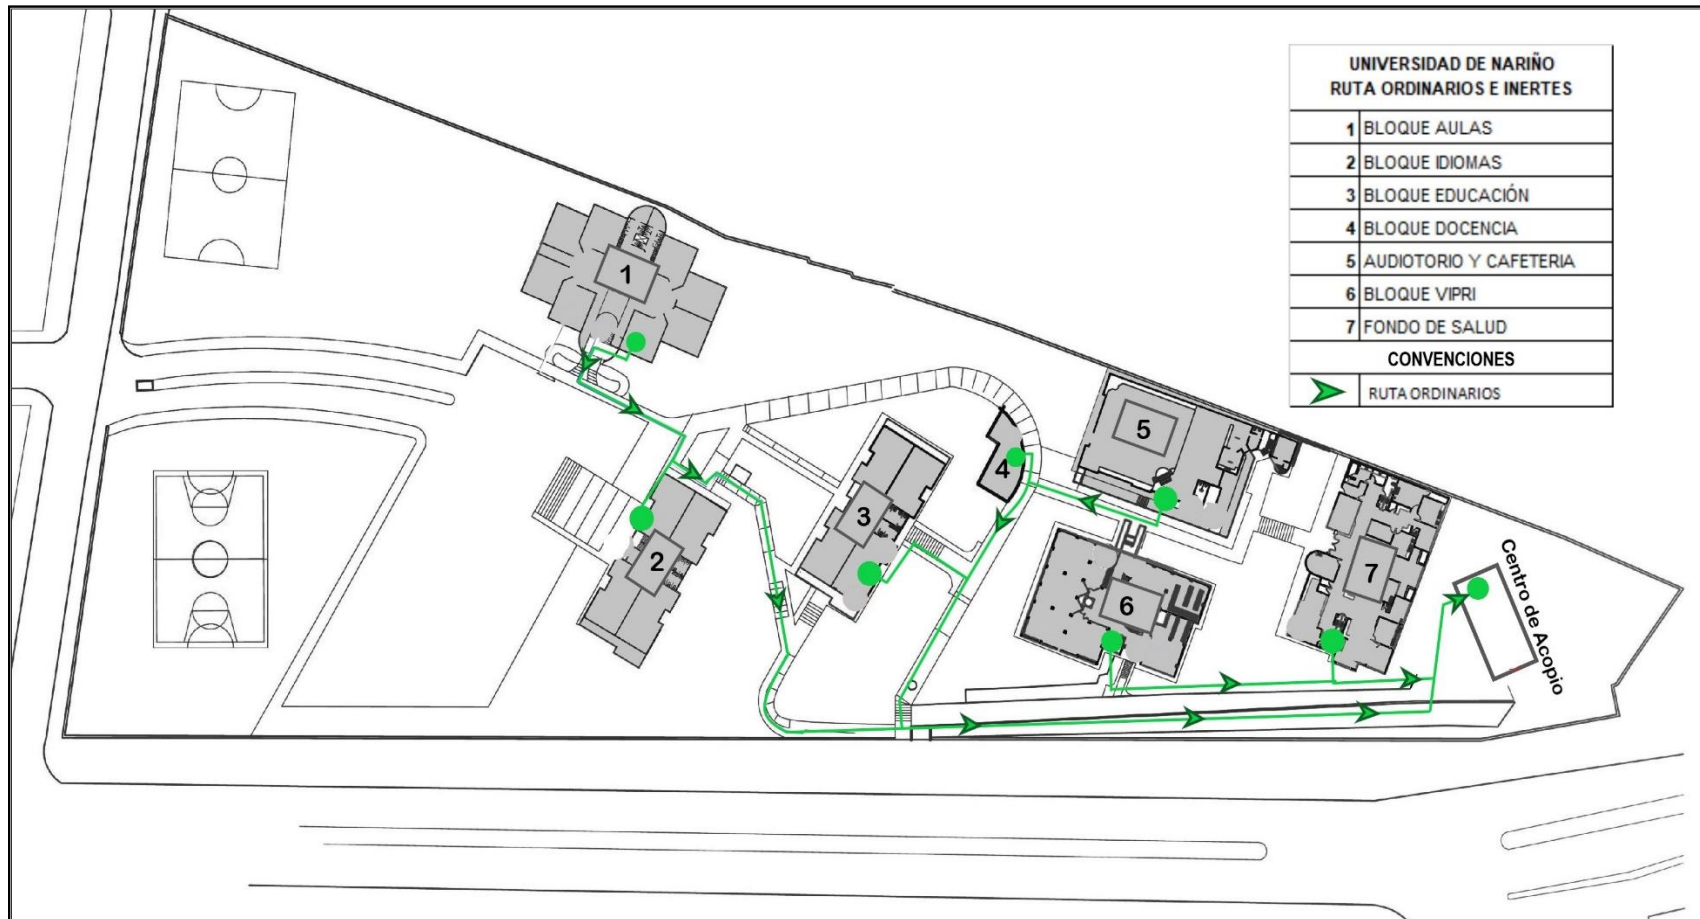 UNIVERSIDAD DE NARIÑO
RUTA ORDINARIOS E INERTES
1 BLOQUE AULAS
2 BLOQUE IDIOMAS
3 BLOQUE EDUCACIÓN
4 BLOQUE DOCENCIA
5 AUDIOTORIO Y CAFETERIA
6 BLOQUE VIPRI
7 FONDO DE SALUD
CONVENCIONES
RUTA ORDINARIOS
1
2
3
4
5
6
7
Centro de Acopio